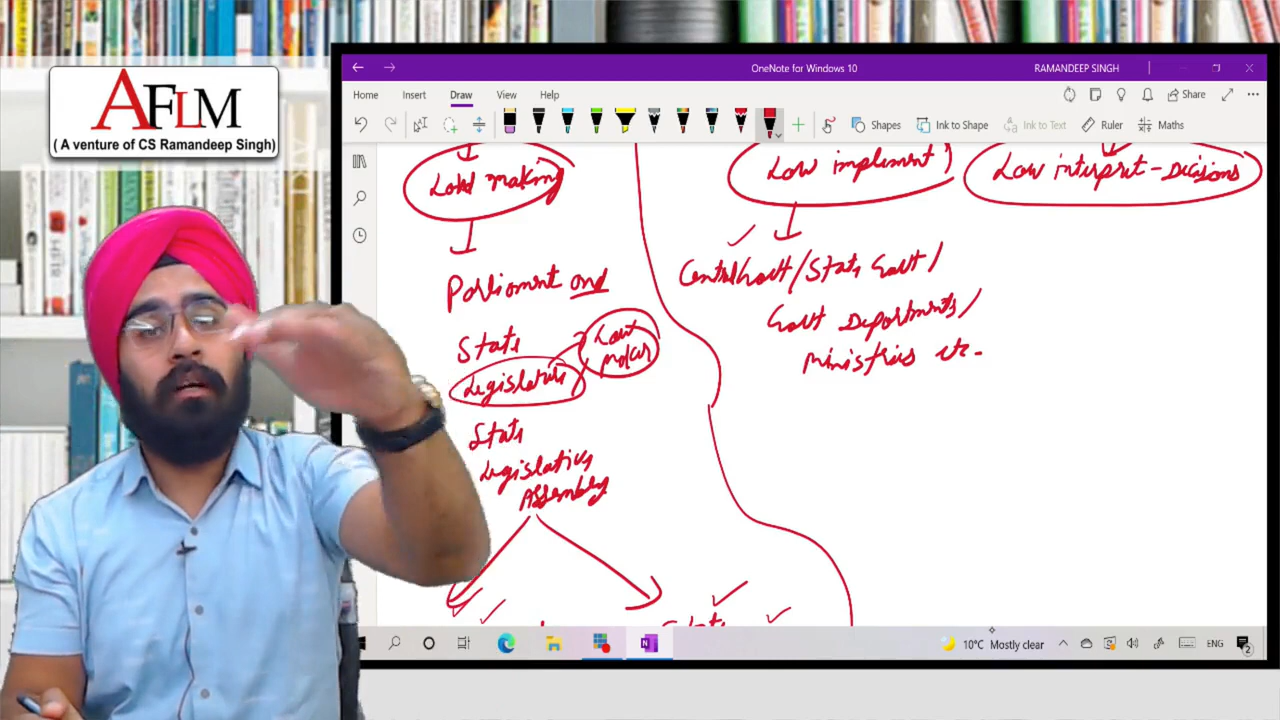 AFLM
( A venture of CS Ramandeep Singh)
OneNote for Windows 10
RAMANDEEP SINGH
Home Insert Draw View Help
Share
Shapes
Ink to Shape
Ink to Text
Ruler
Maths
Law making
Parliament and
State
Legislature
Law
makers
State
Legislative
Assembly
State
Law implement
Central Govt/State Govt/
Govt Departments/
Ministries etc-
Law interpret-Decisions
10°C Mostly clear
ENG
2